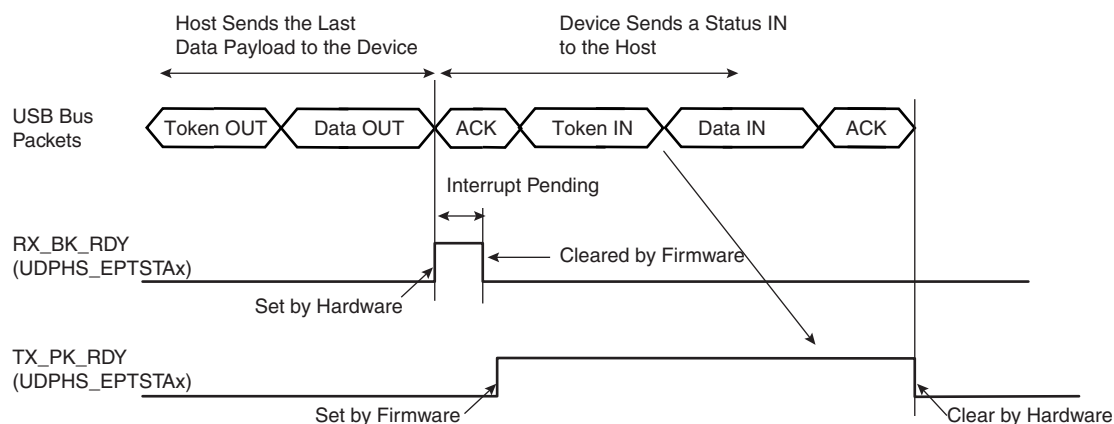 Host Sends the Last
Data Payload to the Device
Device Sends a Status IN
to the Host
USB Bus
Packets
Token OUT
Data OUT
ACK
Token IN
Data IN
ACK
Interrupt Pending
RX_BK_RDY
(UDPHS_EPTSTAx)
Cleared by Firmware
Set by Hardware
TX_PK_RDY
(UDPHS_EPTSTAx)
Set by Firmware
Clear by Hardware